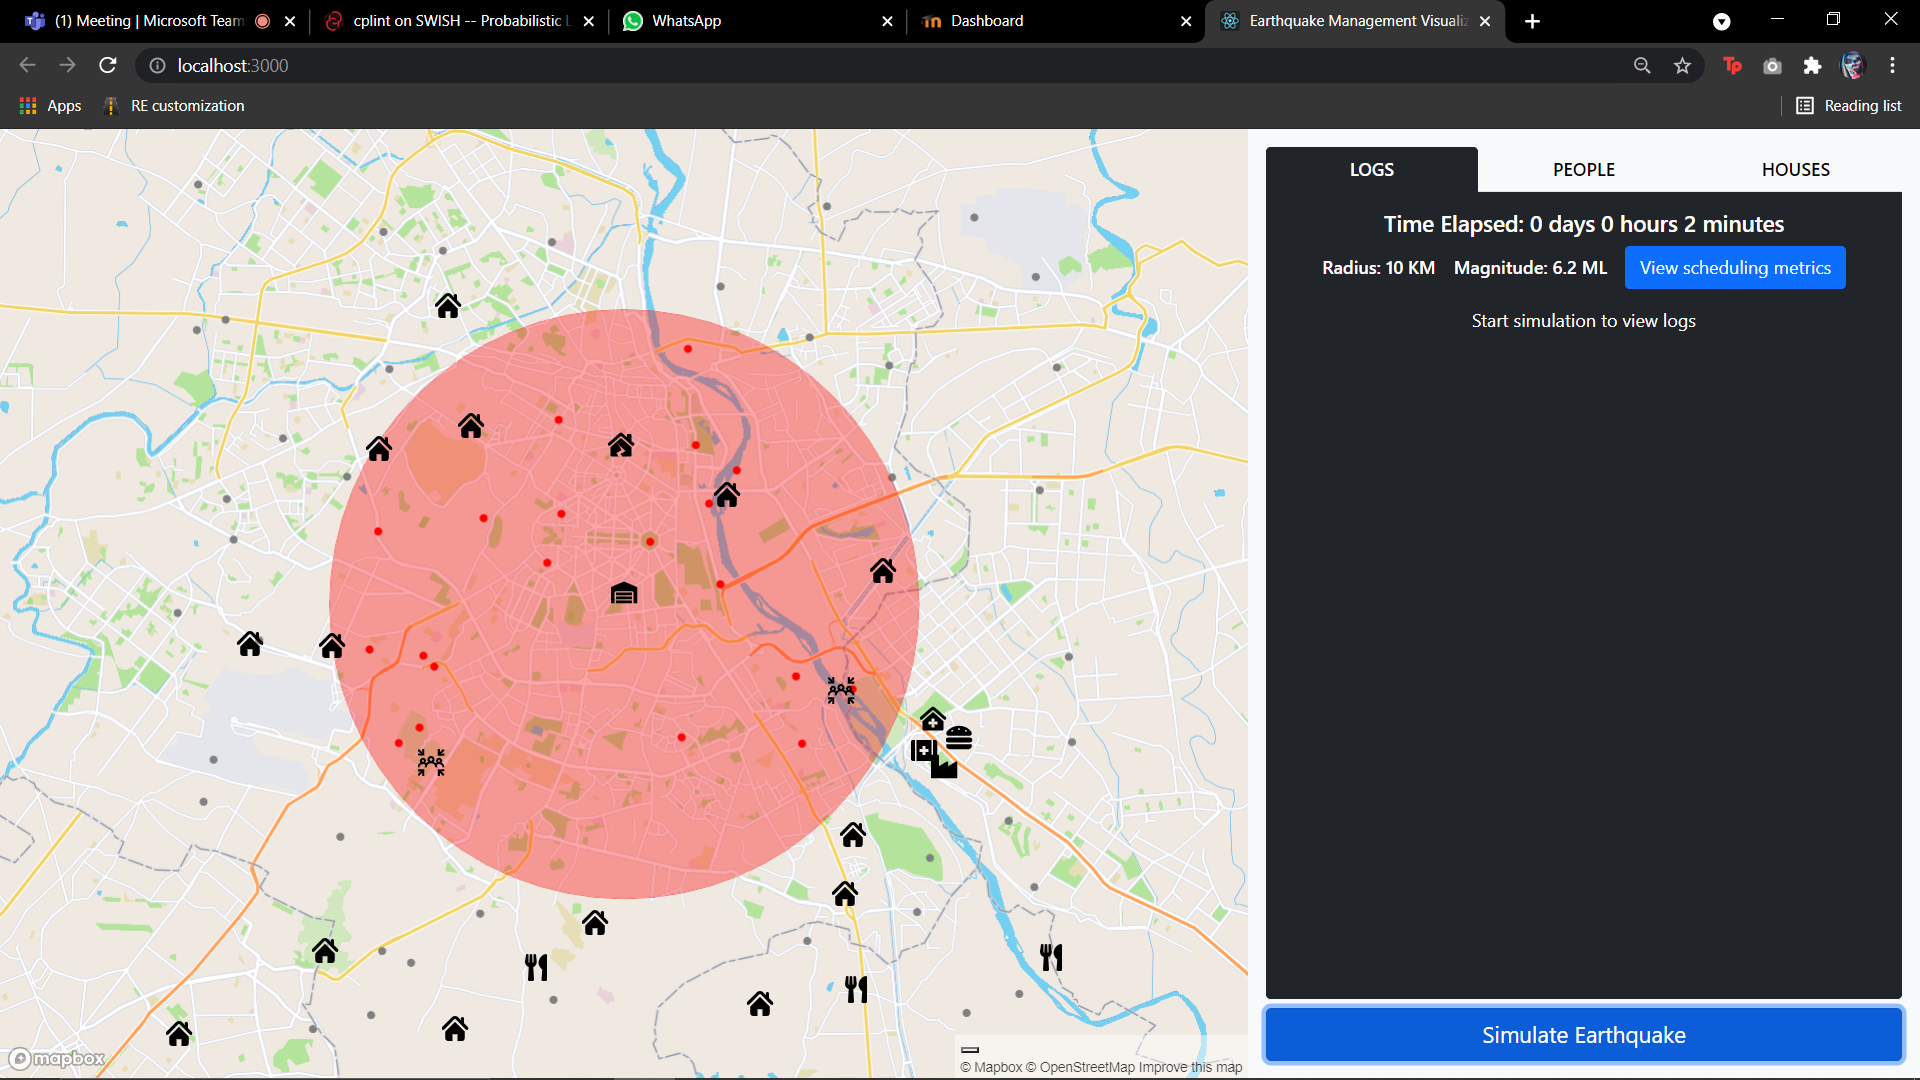 (1) Meeting | Microsoft Team
cplint on SWISH -- Probabilistic L
WhatsApp
Dashboard
Earthquake Management Visualiz
localhost:3000
Apps
RE customization
Reading list
LOGS
PEOPLE
HOUSES
Time Elapsed: 0 days 0 hours 2 minutes
Radius: 10 KM
Magnitude: 6.2 ML
View scheduling metrics
Start simulation to view logs
Simulate Earthquake
mapbox
© Mapbox © OpenStreetMap Improve this map